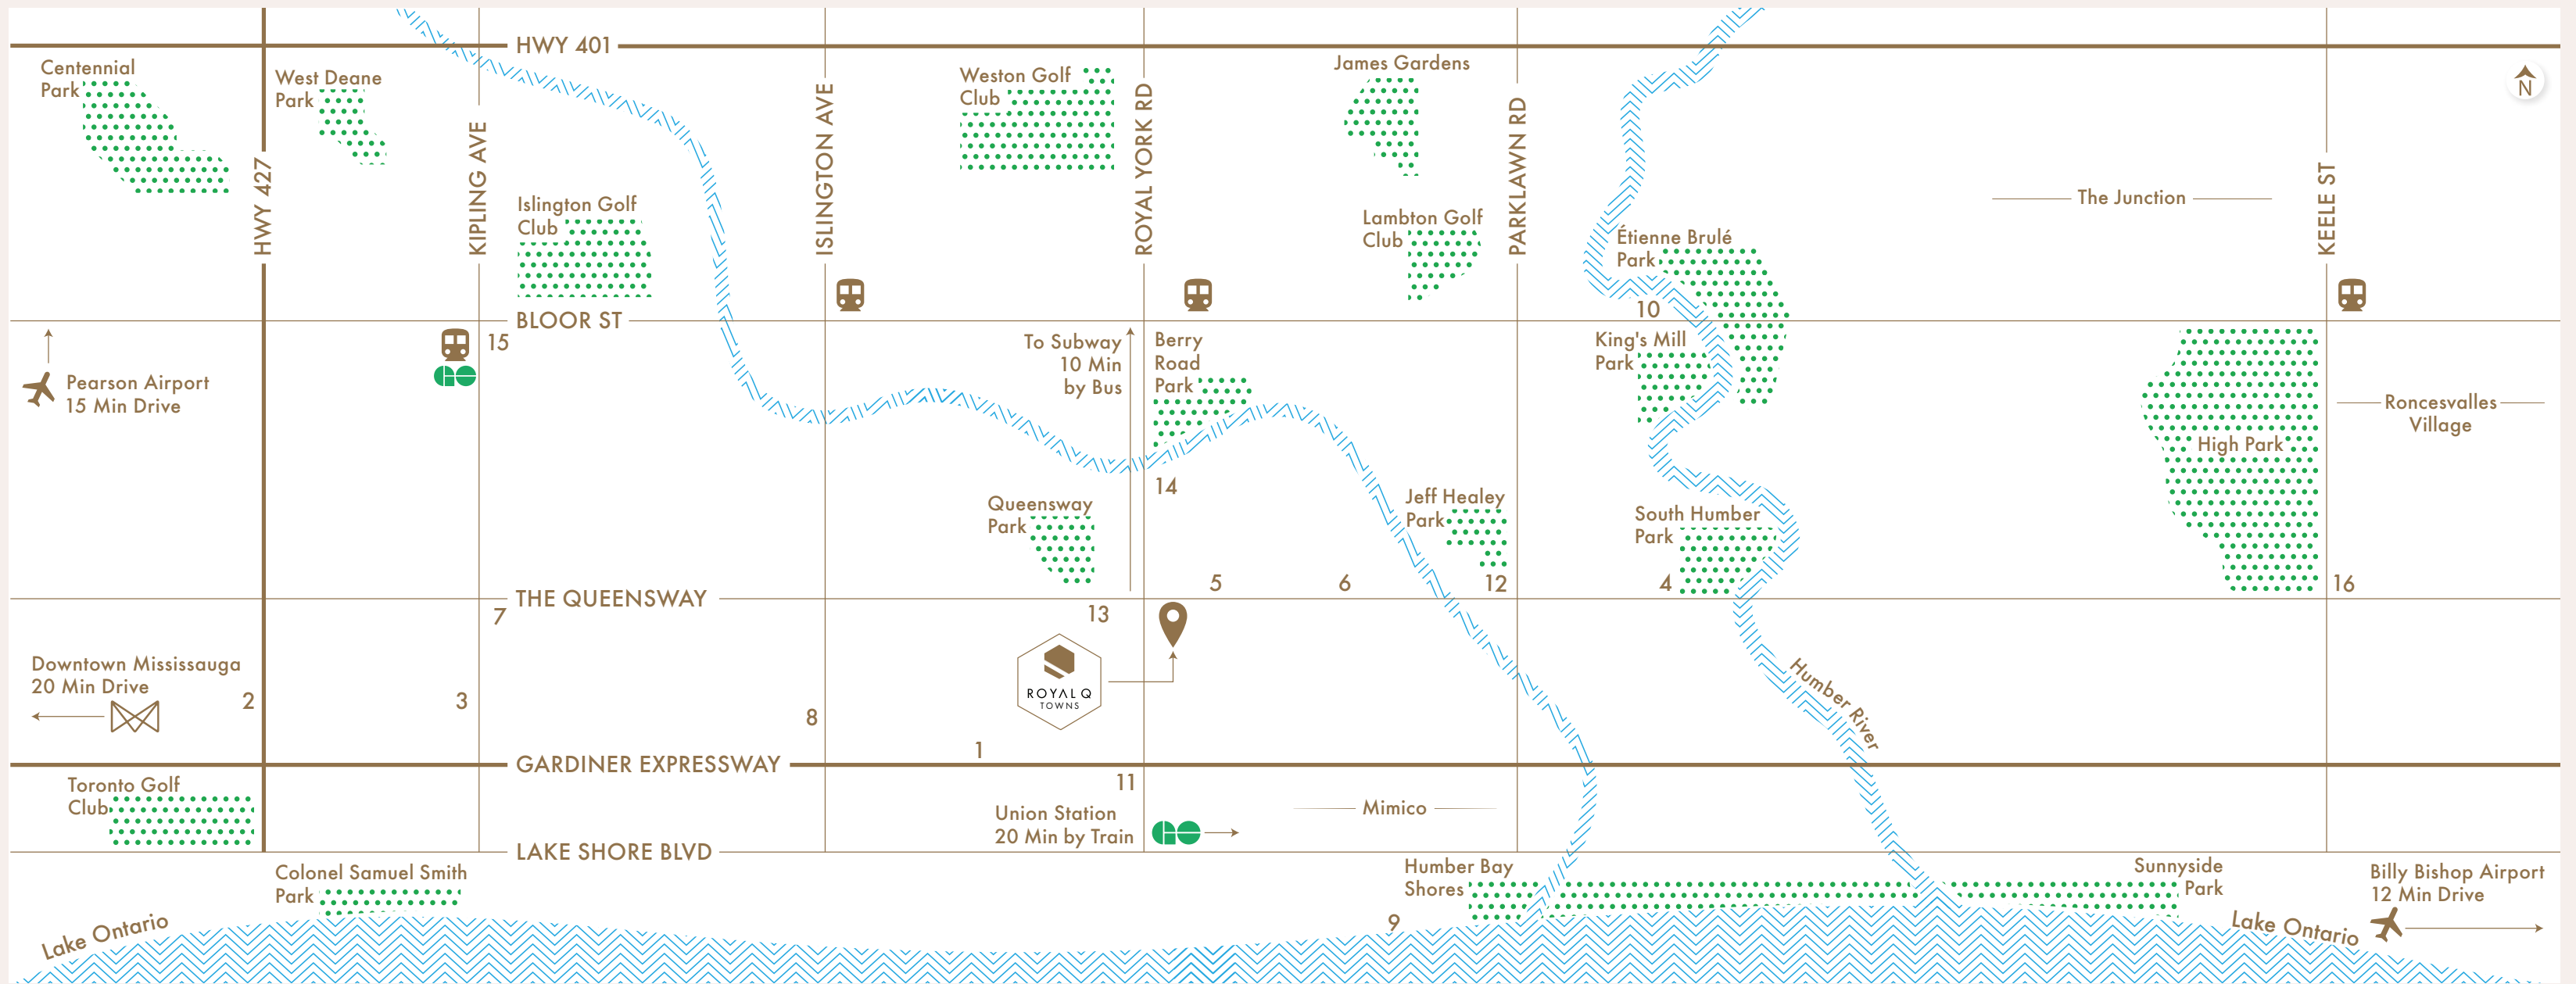 HWY 401
Centennial
Park
West Deane
Park
Weston Golf
Club
James Gardens
N
HWY 427
KIPLING AVE
ISLINGTON AVE
ROYAL YORK RD
PARKLAWN RD
KEELE ST
The Junction
Islington Golf
Club
Lambton Golf
Club
Étienne Brulé
Park
10
BLOOR ST
15
To Subway
10 Min
by Bus
Berry
Road
Park
King's Mill
Park
Pearson Airport
15 Min Drive
Roncesvalles
Village
High Park
14
Queensway
Park
Jeff Healey
Park
South Humber
Park
5
6
12
4
16
THE QUEENSWAY
7
13
Downtown Mississauga
20 Min Drive
ROYAL Q
TOWNS
Humber River
2
3
8
1
GARDINER EXPRESSWAY
11
Toronto Golf
Club
Union Station
20 Min by Train
GO
Mimico
LAKE SHORE BLVD
Colonel Samuel Smith
Park
Humber Bay
Shores
Sunnyside
Park
Billy Bishop Airport
12 Min Drive
9
Lake Ontario
Lake Ontario